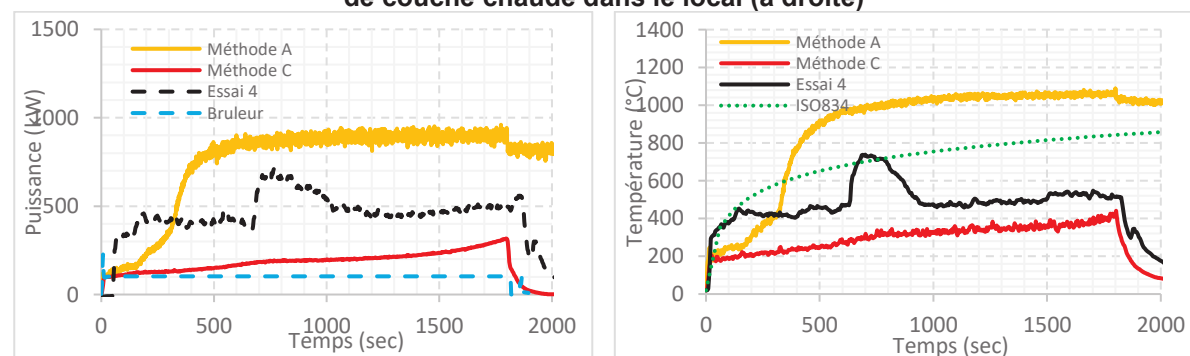 de couche chaude dans le local (à droite)
1500
1000
500
0
Puissance (kW)
Méthode A
Méthode C
Essai 4
Bruleur
0 500 1000 1500 2000
Temps (sec)
1400
1200
1000
800
600
400
200
0
Température (°C)
Méthode A
Méthode C
Essai 4
ISO834
0 500 1000 1500 2000
Temps (sec)